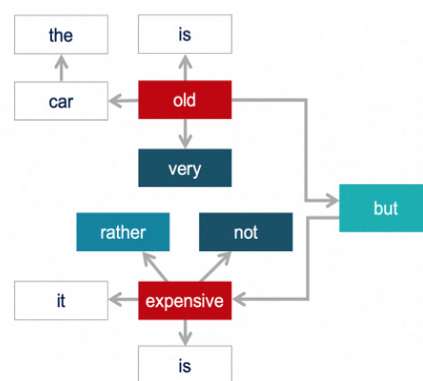 the
is
car
old
very
but
rather
not
it
expensive
is